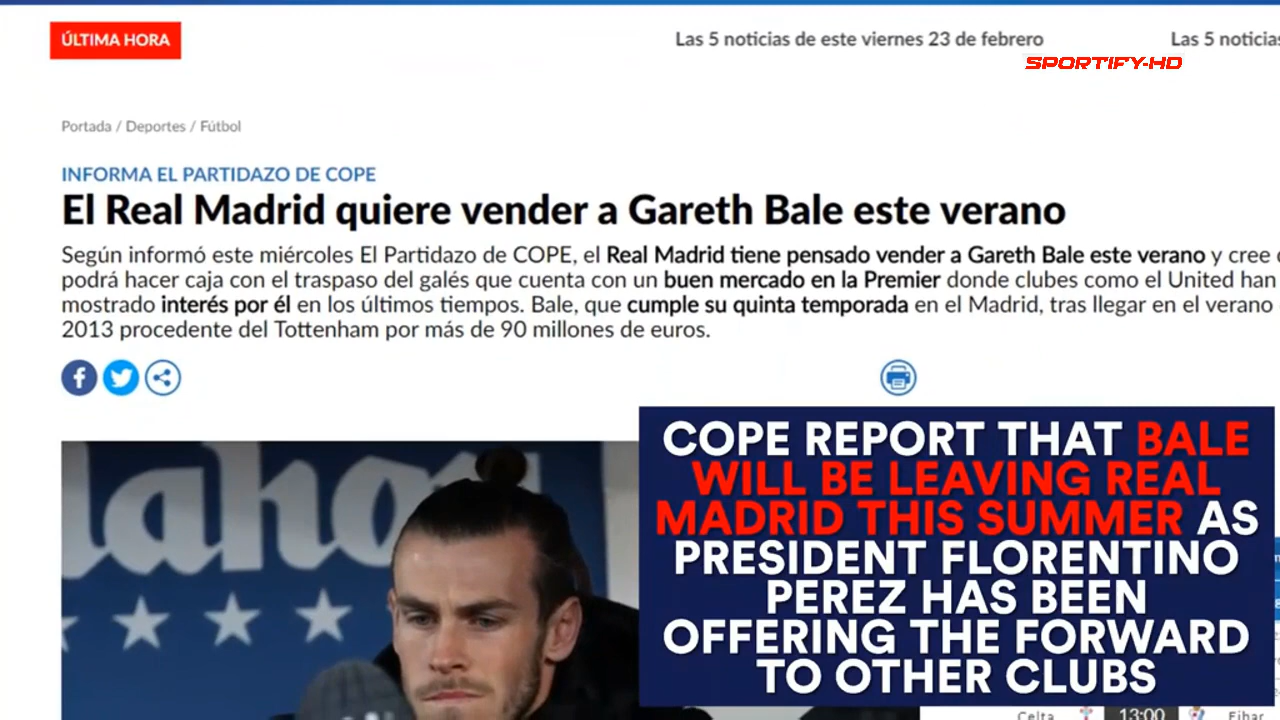 ÚLTIMA HORA
Las 5 noticias de este viernes 23 de febrero
Las 5 noticias
SPORTIFY-HD
Portada / Deportes / Fútbol
INFORMA EL PARTIDAZO DE COPE
El Real Madrid quiere vender a Gareth Bale este verano
Según informó este miércoles El Partidazo de COPE, el Real Madrid tiene pensado vender a Gareth Bale este verano y cree
podrá hacer caja con el traspaso del galés que cuenta con un buen mercado en la Premier donde clubes como el United han
mostrado interés por él en los últimos tiempos. Bale, que cumple su quinta temporada en el Madrid, tras llegar en el verano
2013 procedente del Tottenham por más de 90 millones de euros.
COPE REPORT THAT BALE
WILL BE LEAVING REAL
MADRID THIS SUMMER AS
PRESIDENT FLORENTINO
PEREZ HAS BEEN
OFFERING THE FORWARD
TO OTHER CLUBS
Celta 13:00 Eibar